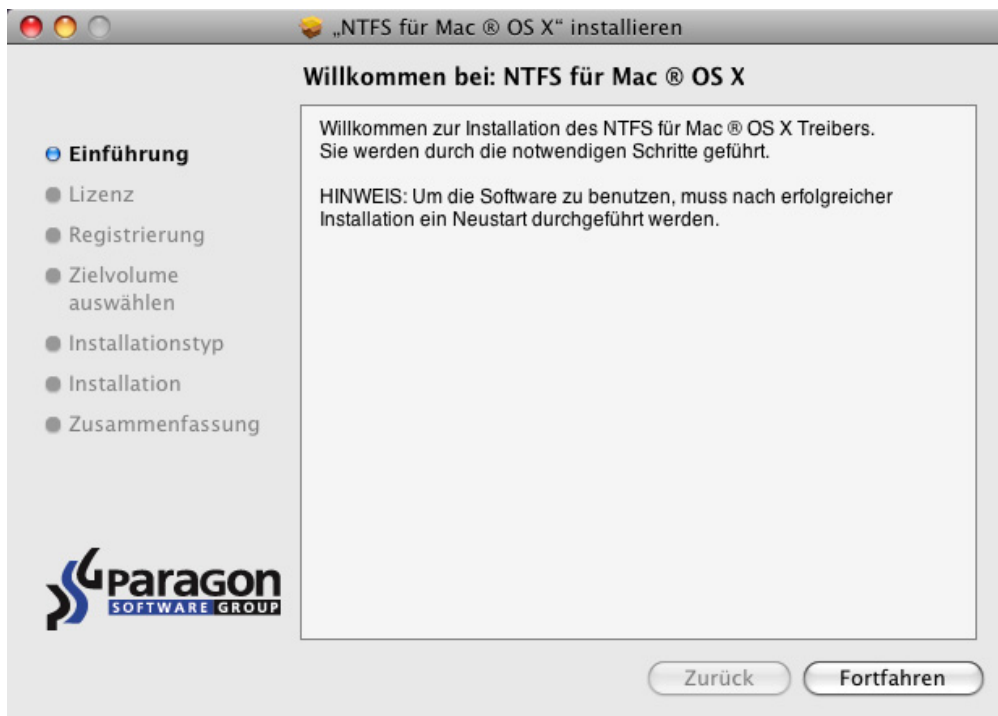 „NTFS für Mac ® OS X“ installieren
Willkommen bei: NTFS für Mac ® OS X
Einführung
Lizenz
Registrierung
Zielvolume
auswählen
Installationstyp
Installation
Zusammenfassung
Willkommen zur Installation des NTFS für Mac ® OS X Treibers.
Sie werden durch die notwendigen Schritte geführt.
HINWEIS: Um die Software zu benutzen, muss nach erfolgreicher
Installation ein Neustart durchgeführt werden.
Paragon
SOFTWARE GROUP
Zurück
Fortfahren